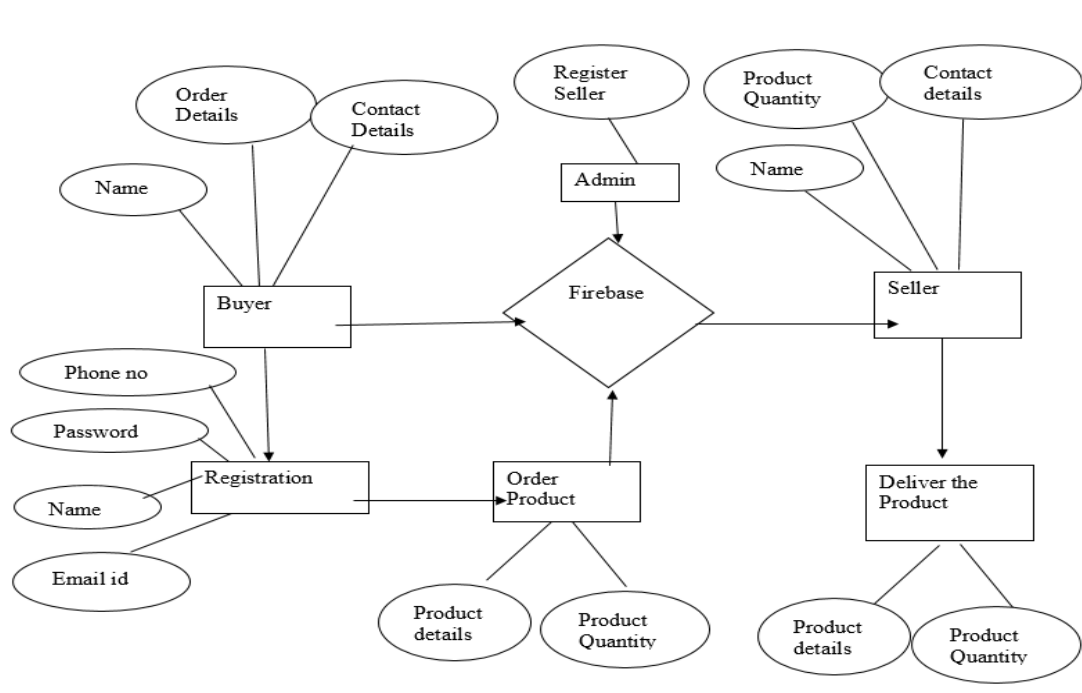 Register
Seller
Product
Quantity
Contact
details
Order
Details
Contact
Details
Name
Admin
Name
Buyer
Firebase
Seller
Phone no
Password
Registration
Order
Product
Deliver the
Product
Name
Email id
Product
details
Product
Quantity
Product
details
Product
Quantity